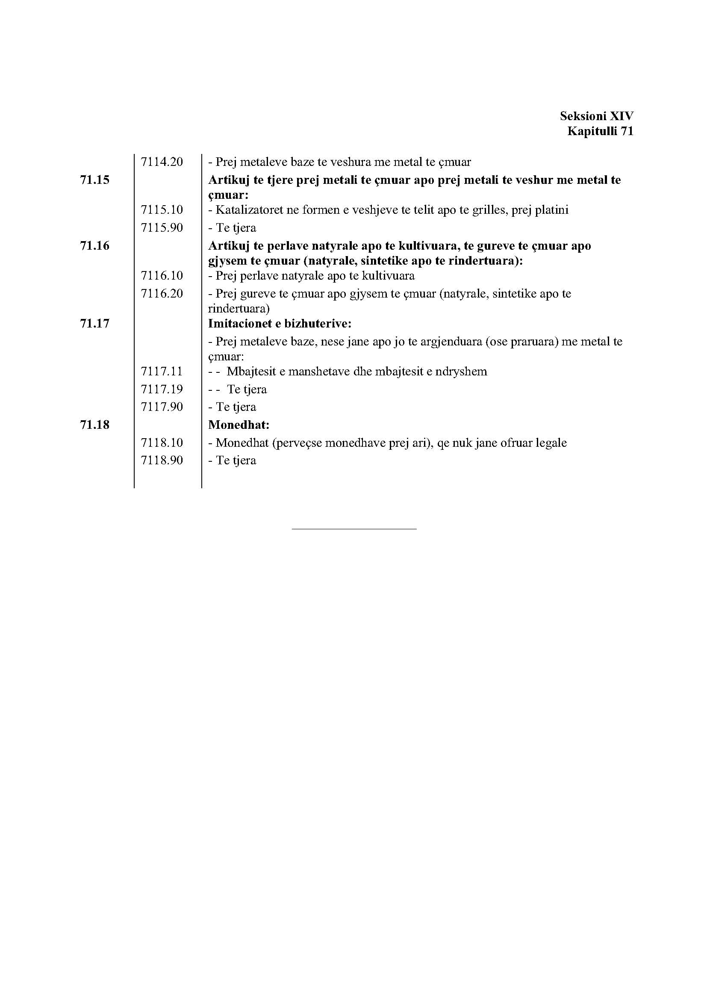 Seksioni XIV
Kapitulli 71
7114.20 - Prej metaleve baze te veshura me metal te çmuar
71.15 Artikuj te tjere prej metali te çmuar apo prej metali te veshur me metal te
çmuar:
7115.10 - Katalizatoret ne formen e veshjeve te telit apo te grilles, prej platini
7115.90 - Te tjera
71.16 Artikuj te perlave natyrale apo te kultivuara, te gureve te çmuar apo
gjysem te çmuar (natyrale, sintetike apo te rindertuara):
7116.10 - Prej perlave natyrale apo te kultivuara
7116.20 - Prej gureve te çmuar apo gjysem te çmuar (natyrale, sintetike apo te
rindertuara)
71.17 Imitacionet e bizhuterive:
- Prej metaleve baze, nese jane apo jo te argjenduara (ose praruara) me metal te
çmuar:
7117.11 - - Mbajtesit e manshetave dhe mbajtesit e ndryshem
7117.19 - - Te tjera
7117.90 - Te tjera
71.18 Monedhat:
7118.10 - Monedhat (perveçse monedhave prej ari), qe nuk jane ofruar legale
7118.90 - Te tjera